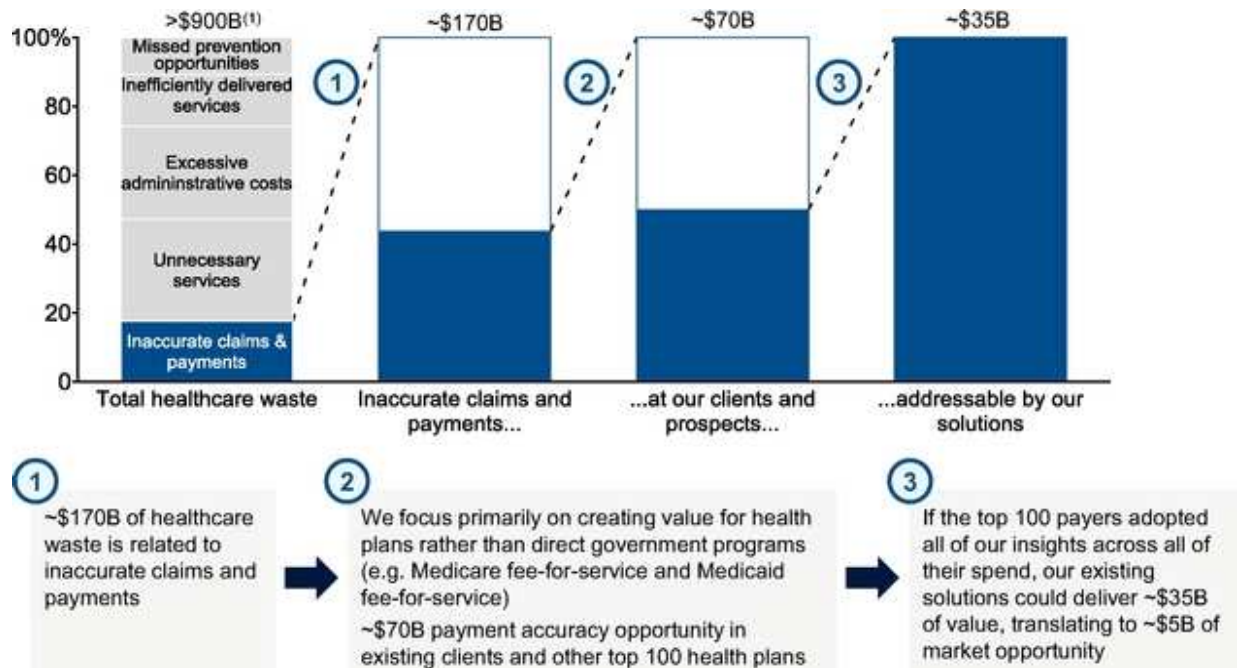 >$900B(1)
~$170B
~$70B
~$35B
100%
80
60
40
20
0
Missed prevention
opportunities
Inefficiently delivered
services
Excessive
admininstrative costs
Unnecessary
services
Inaccurate claims &
payments
1
2
3
Total healthcare waste
Inaccurate claims and
payments...
...at our clients and
prospects...
...addressable by our
solutions
1
~$170B of healthcare
waste is related to
inaccurate claims and
payments
2
We focus primarily on creating value for health
plans rather than direct government programs
(e.g. Medicare fee-for-service and Medicaid
fee-for-service)
~$70B payment accuracy opportunity in
existing clients and other top 100 health plans
3
If the top 100 payers adopted
all of our insights across all of
their spend, our existing
solutions could deliver ~$35B
of value, translating to ~$5B of
market opportunity